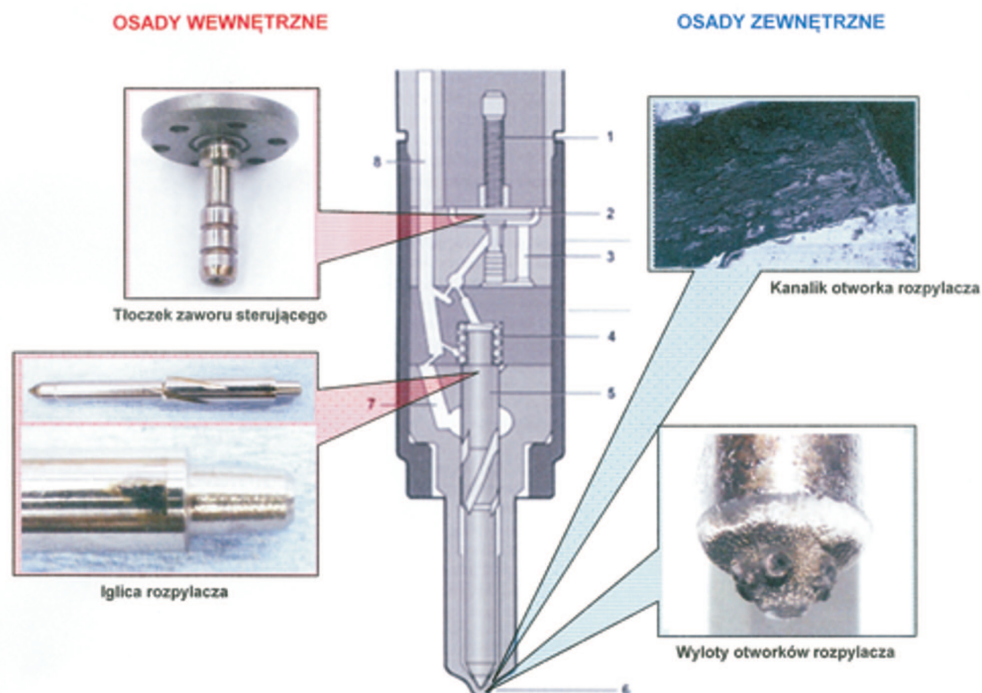 OSADY WEWNĘTRZNE
OSADY ZEWNĘTRZNE
1
8
2
3
Kanalik otworka rozpylacza
Tłoczek zaworu sterującego
4
5
7
Iglica rozpylacza
Wyloty otworków rozpylacza
6